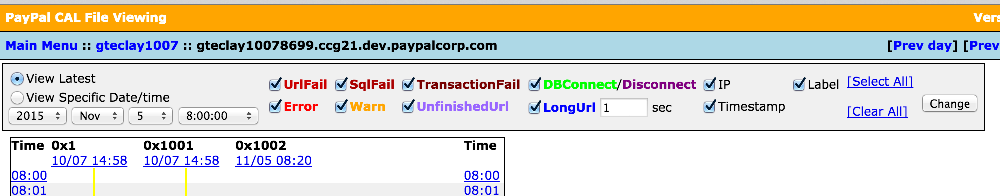 PayPal CAL File Viewing Vers
Main Menu :: gteclay1007 :: gteclay10078699.ccg21.dev.paypalcorp.com [Prev day] [Prev
View Latest
View Specific Date/time
2015 Nov 5 8:00:00
UrlFail SqlFail TransactionFail DBConnect/Disconnect IP Label [Select All]
Error Warn UnfinishedUrl LongUrl 1 sec Timestamp [Clear All]
Change
Time 0x1 0x1001 0x1002 Time
10/07 14:58 10/07 14:58 11/05 08:20
08:00 08:00
08:01 08:01